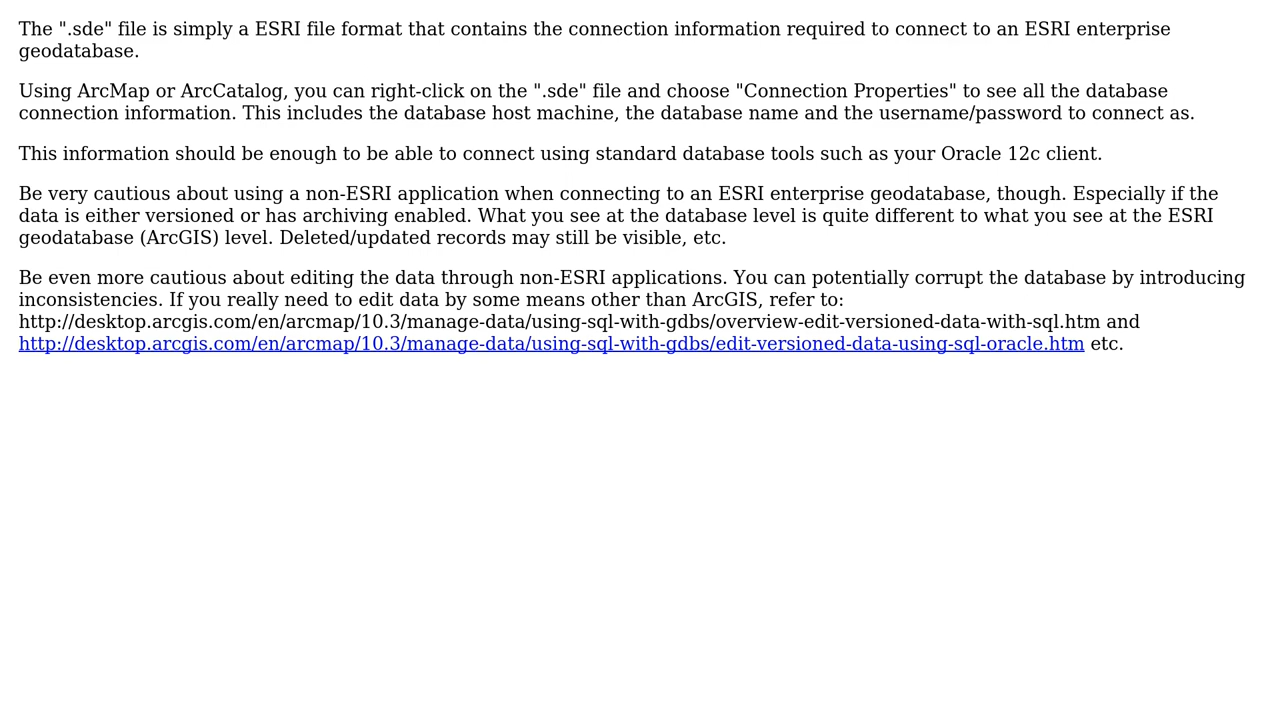 The ".sde" file is simply a ESRI file format that contains the connection information required to connect to an ESRI enterprise
geodatabase.
Using ArcMap or ArcCatalog, you can right-click on the ".sde" file and choose "Connection Properties" to see all the database
connection information. This includes the database host machine, the database name and the username/password to connect as.
This information should be enough to be able to connect using standard database tools such as your Oracle 12c client.
Be very cautious about using a non-ESRI application when connecting to an ESRI enterprise geodatabase, though. Especially if the
data is either versioned or has archiving enabled. What you see at the database level is quite different to what you see at the ESRI
geodatabase (ArcGIS) level. Deleted/updated records may still be visible, etc.
Be even more cautious about editing the data through non-ESRI applications. You can potentially corrupt the database by introducing
inconsistencies. If you really need to edit data by some means other than ArcGIS, refer to:
http://desktop.arcgis.com/en/arcmap/10.3/manage-data/using-sql-with-gdbs/overview-edit-versioned-data-with-sql.htm and
http://desktop.arcgis.com/en/arcmap/10.3/manage-data/using-sql-with-gdbs/edit-versioned-data-using-sql-oracle.htm etc.